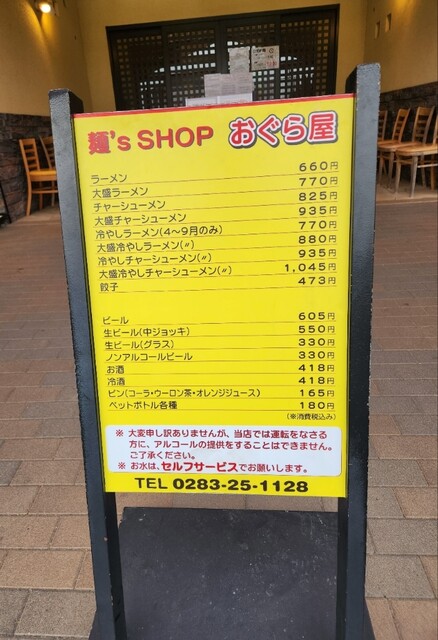 麺's SHOP おぐら屋
ラーメン 660円
大盛ラーメン 770円
チャーシューメン 825円
大盛チャーシューメン 935円
冷やしラーメン(4〜9月のみ) 770円
大盛冷やしラーメン(〃) 880円
冷やしチャーシューメン(〃) 935円
大盛冷やしチャーシューメン(〃) 1,045円
餃子 473円
ビール 605円
生ビール(中ジョッキ) 550円
生ビール(グラス) 330円
ノンアルコールビール 330円
お酒 418円
冷酒 418円
ビン(コーラ・ウーロン茶・オレンジジュース) 165円
ペットボトル各種 180円
(※消費税込み)
※ 大変申し訳ありませんが、当店では運転をなさる
方に、アルコールの提供をすることはできません。
ご了承ください。
※ お水は、セルフサービスでお願いします。
TEL 0283-25-1128